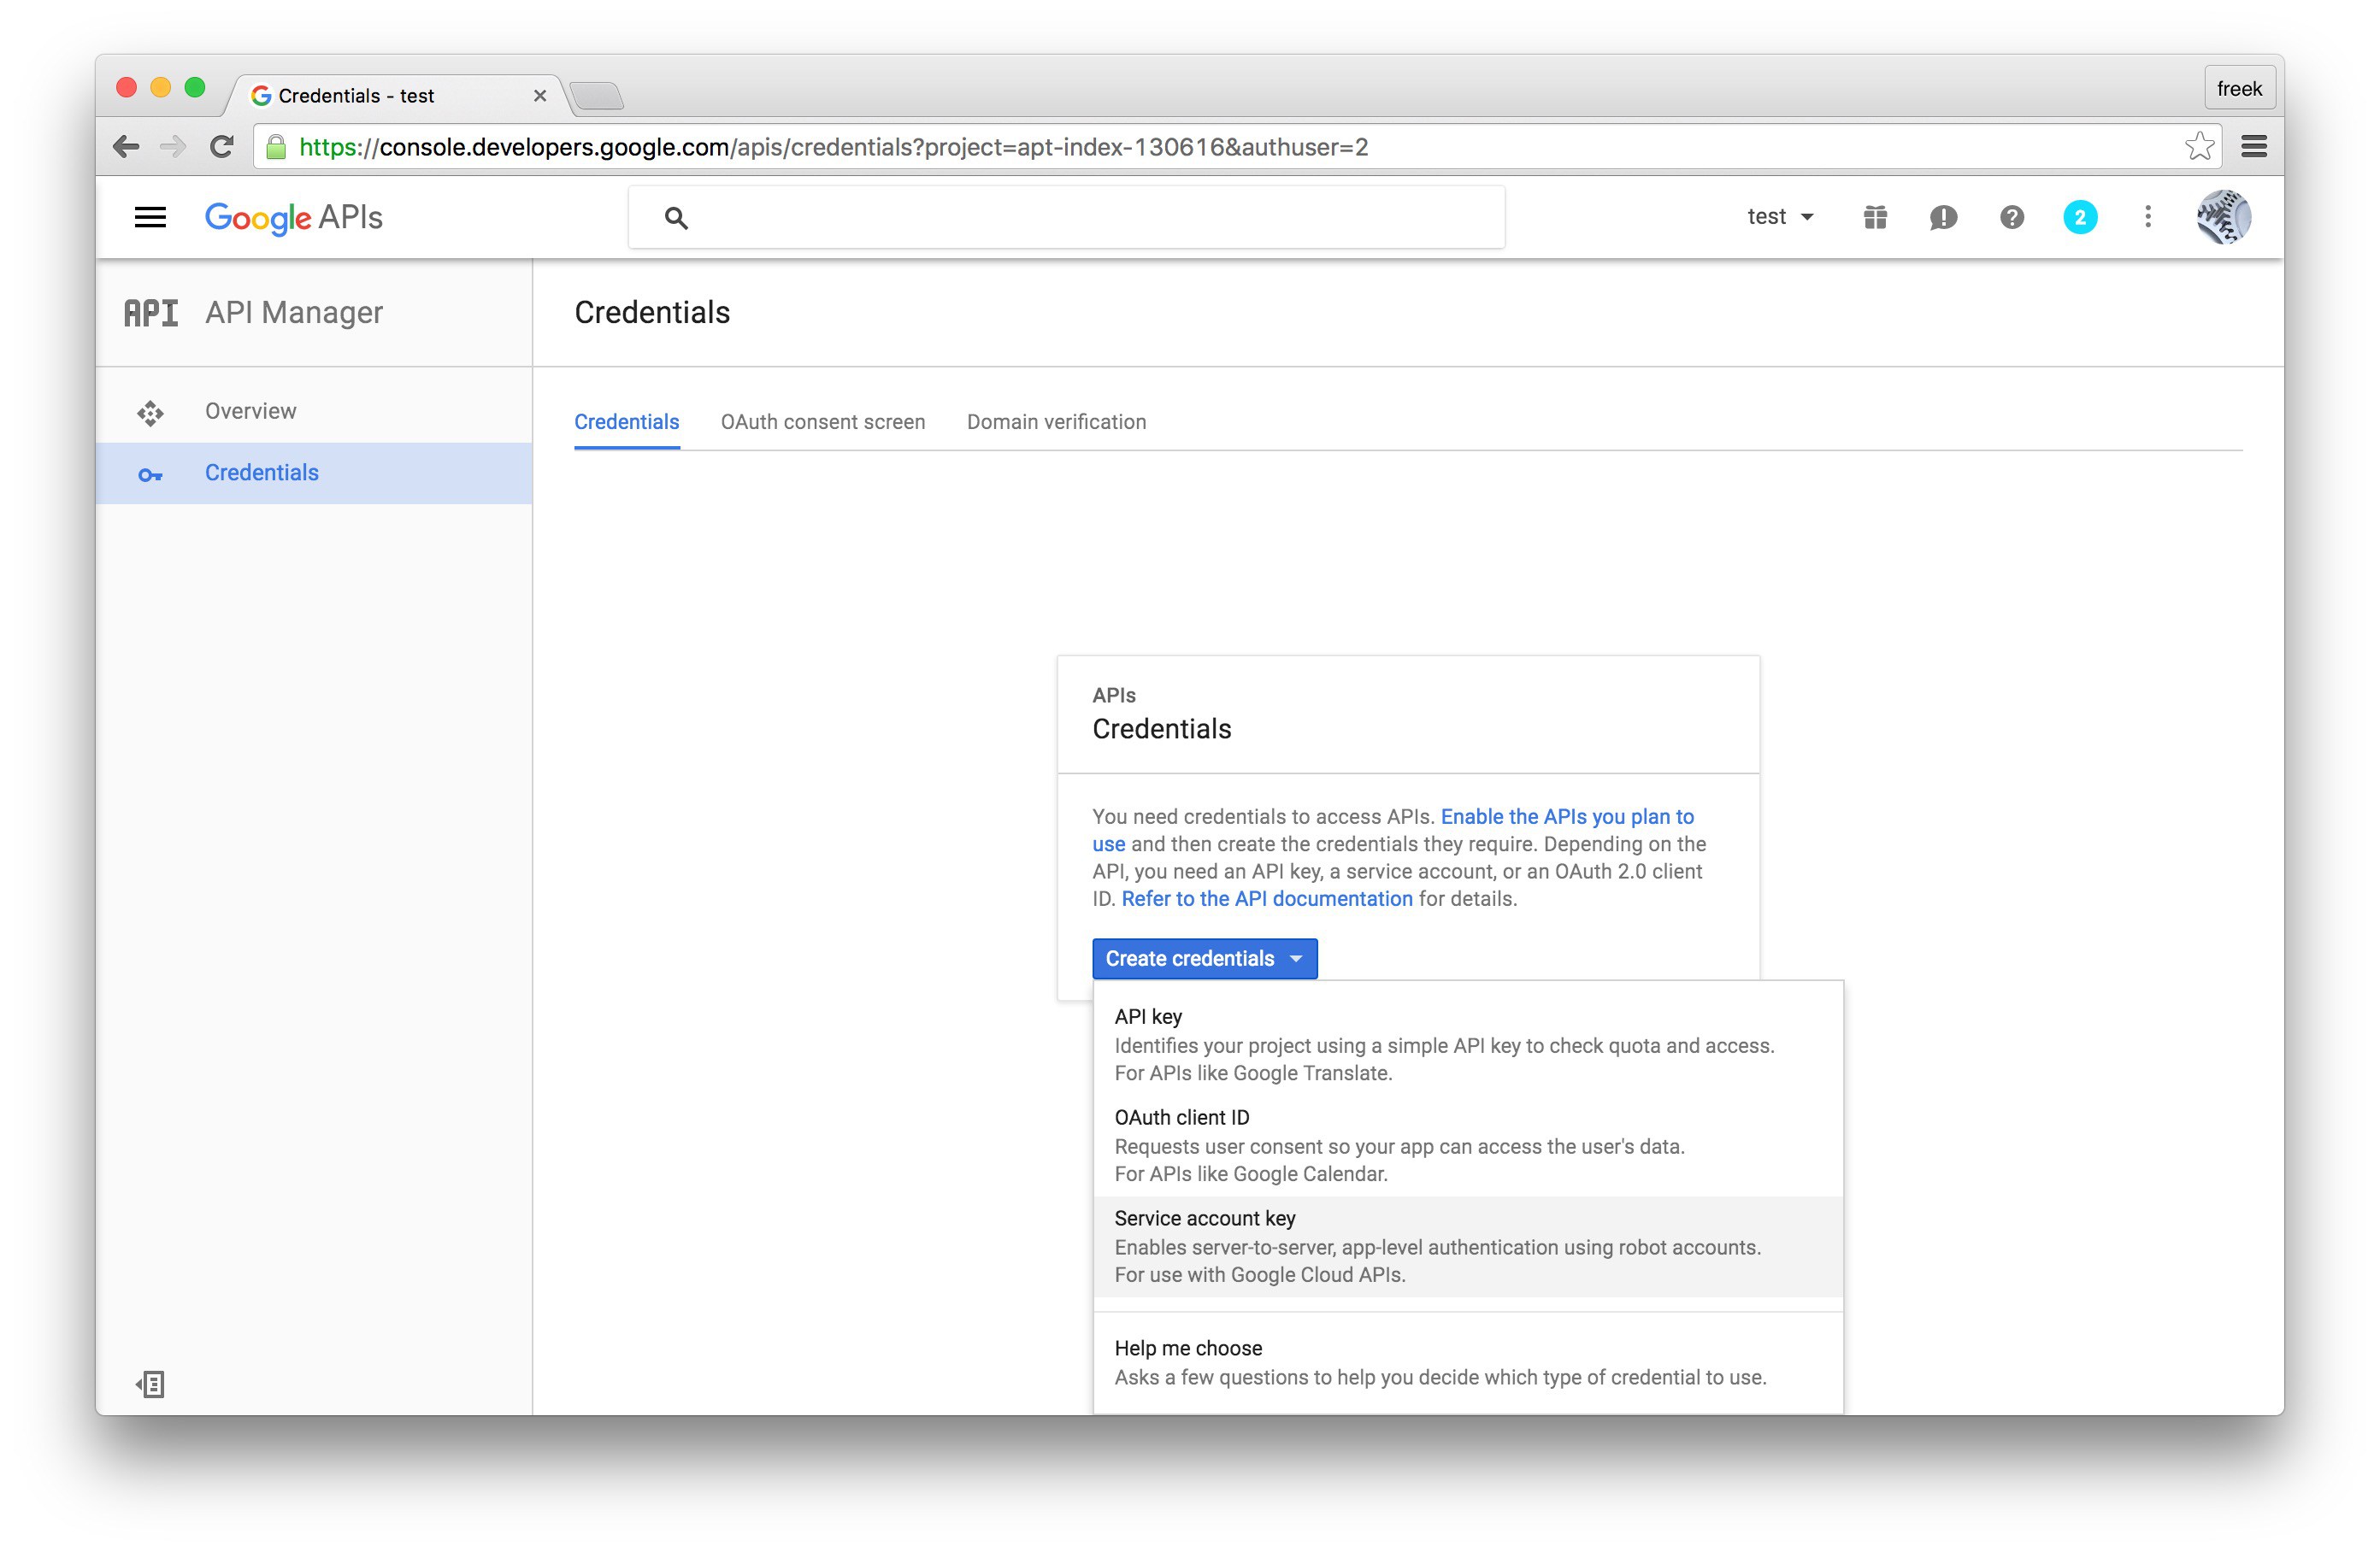 Credentials - test
freek
https://console.developers.google.com/apis/credentials?project=apt-index-130616&authuser=2
Google APIs
test
2
API API Manager
Credentials
Overview
Credentials
Credentials
OAuth consent screen
Domain verification
APIs
Credentials
You need credentials to access APIs. Enable the APIs you plan to
use and then create the credentials they require. Depending on the
API, you need an API key, a service account, or an OAuth 2.0 client
ID. Refer to the API documentation for details.
Create credentials
API key
Identifies your project using a simple API key to check quota and access.
For APIs like Google Translate.
OAuth client ID
Requests user consent so your app can access the user's data.
For APIs like Google Calendar.
Service account key
Enables server-to-server, app-level authentication using robot accounts.
For use with Google Cloud APIs.
Help me choose
Asks a few questions to help you decide which type of credential to use.